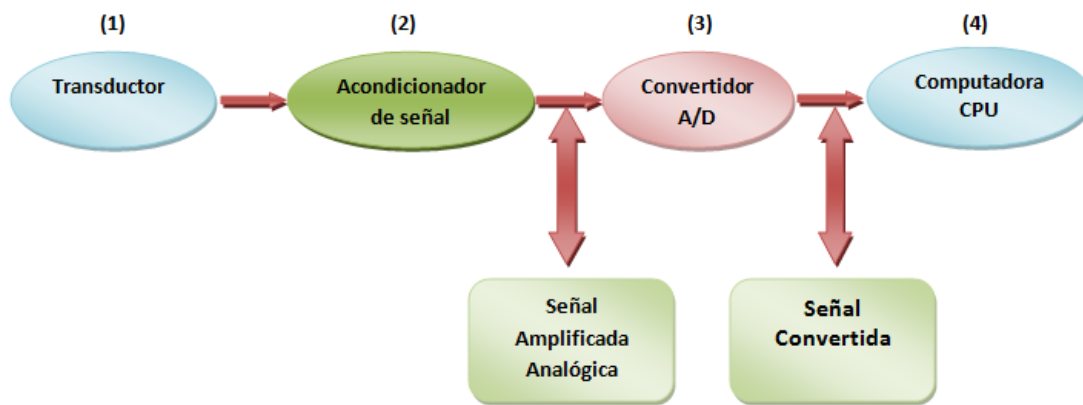 (1)
(2)
(3)
(4)
Transductor
Acondicionador
de señal
Convertidor
A/D
Computadora
CPU
Señal
Amplificada
Analógica
Señal
Convertida